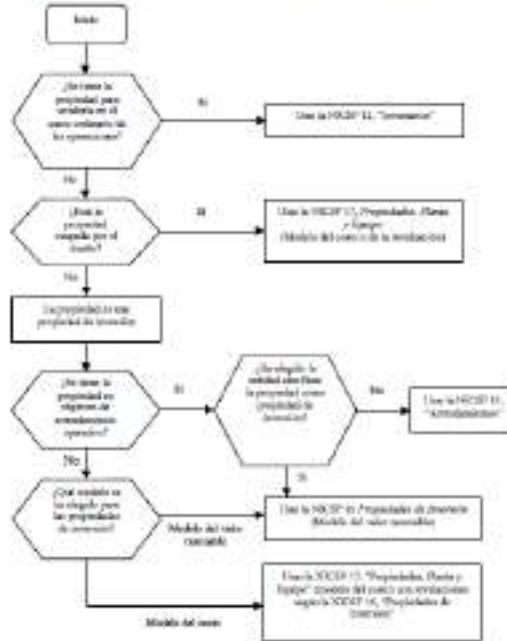 Inicio
¿Se tiene la
propiedad para
venderla en el
curso ordinario de
las operaciones?
Sí
Usar la NICSP 12, "Inventarios"
No
¿Está la
propiedad
ocupada por el
dueño?
Sí
Usar la NICSP 17, Propiedades, Planta
y Equipo
(Modelo del costo o de la revaluación)
No
La propiedad es una
propiedad de inversión
¿Se tiene la
propiedad en
régimen de
arrendamiento
operativo?
Sí
¿Ha elegido la
entidad clasificar
la propiedad como
propiedad de
inversión?
No
Usar la NICSP 13,
"Arrendamientos"
No
Sí
¿Qué modelo se
ha elegido para
las propiedades
de inversión?
Modelo del valor
razonable
Usar la NICSP 16 Propiedades de Inversión
(Modelo del valor razonable)
Usar la NICSP 17, "Propiedades, Planta y
Equipo" (modelo del costo) con revelaciones
según la NICSP 16, "Propiedades de
Inversión"
Modelo del costo